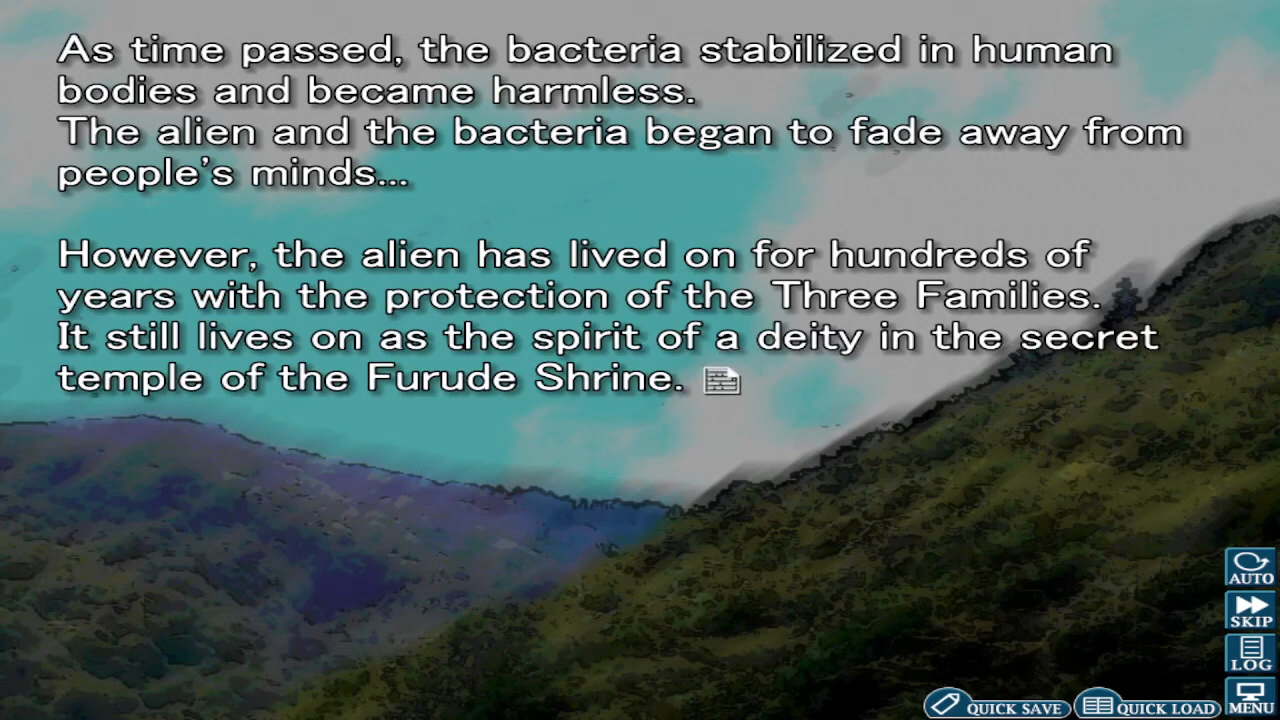 As time passed, the bacteria stabilized in human
bodies and became harmless.
The alien and the bacteria began to fade away from
people's minds...
However, the alien has lived on for hundreds of
years with the protection of the Three Families.
It still lives on as the spirit of a deity in the secret
temple of the Furude Shrine.
AUTO
SKIP
LOG
MENU
QUICK SAVE
QUICK LOAD